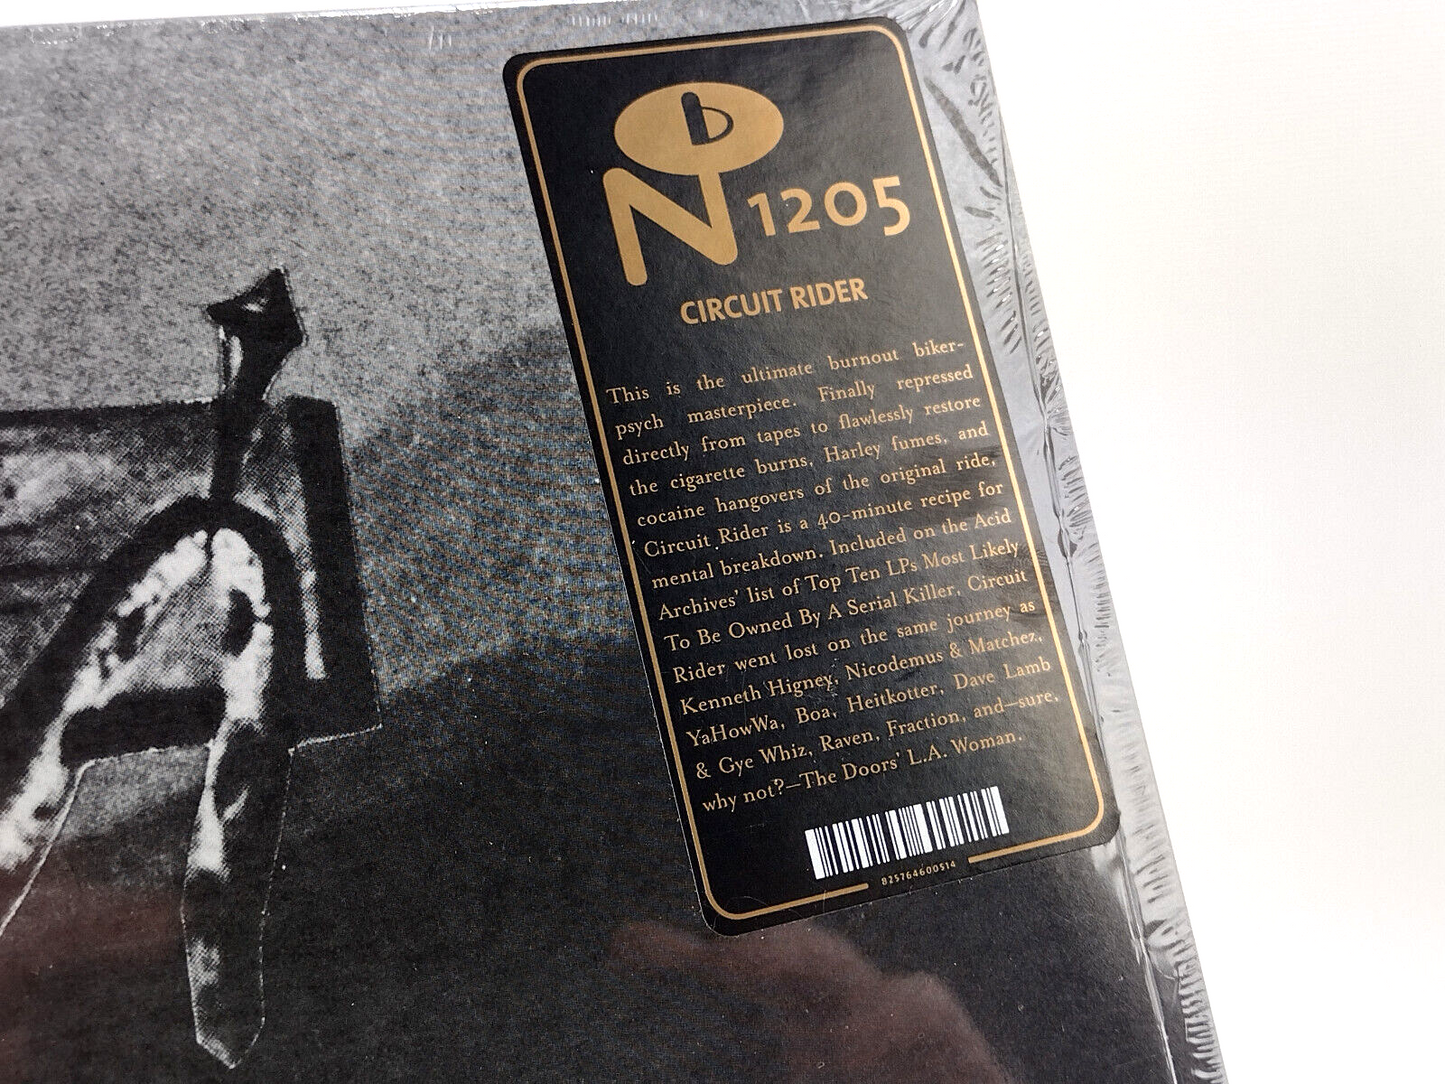 N 1205
CIRCUIT RIDER
This is the ultimate burnout biker-
psych masterpiece. Finally repressed
directly from tapes to flawlessly restore
the cigarette burns, Harley fumes, and
cocaine hangovers of the original ride,
Circuit Rider is a 40-minute recipe for
mental breakdown. Included on the Acid
Archives' list of Top Ten LPs Most Likely
To Be Owned By A Serial Killer, Circuit
Rider went lost on the same journey as
Kenneth Higney, Nicodemus & Matchez,
YaHowWa, Boa, Heitkotter, Dave Lamb
& Gye Whiz, Raven, Fraction, and—sure,
why not?—The Doors' L.A. Woman.
825764600514